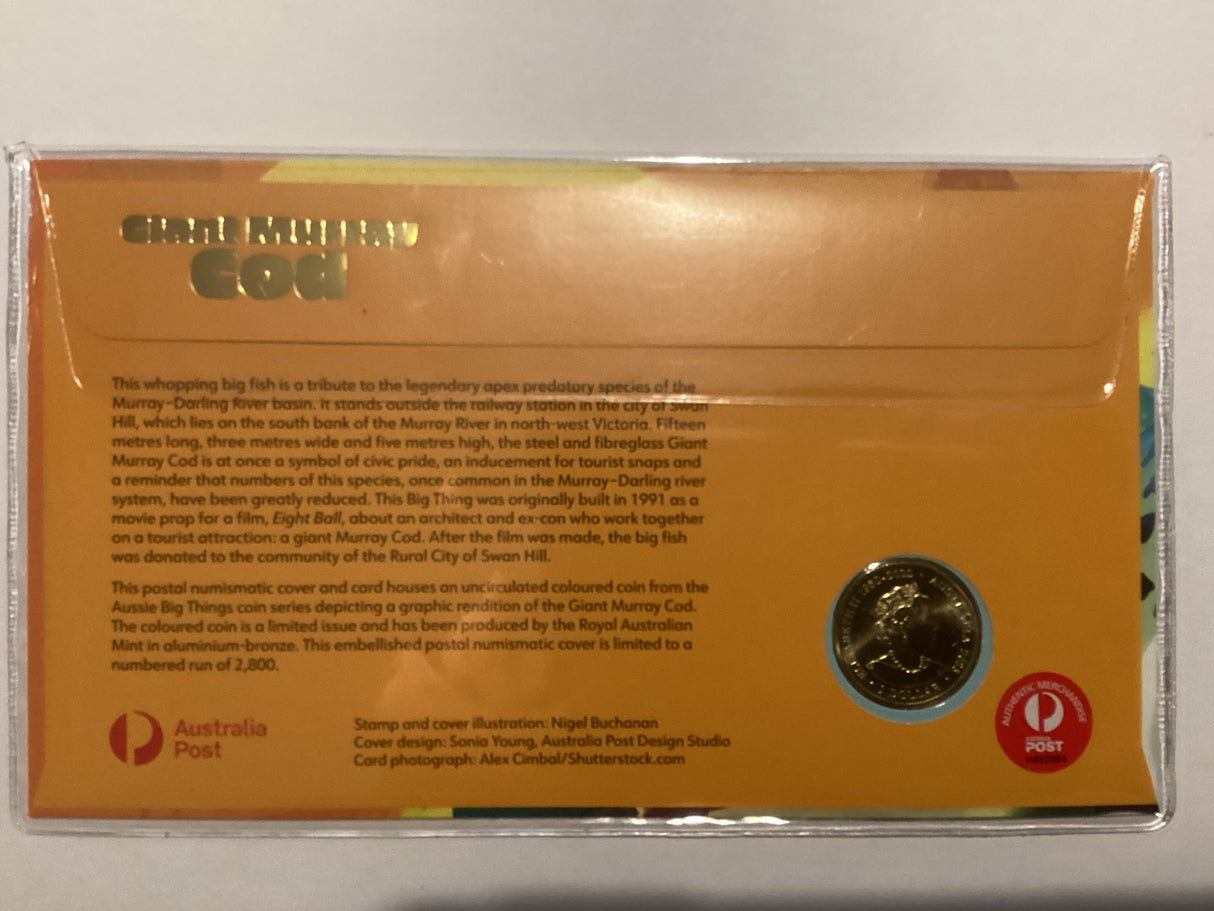 Giant Murray
Cod
This whopping big fish is a tribute to the legendary apex predatory species of the
Murray–Darling River basin. It stands outside the railway station in the city of Swan
Hill, which lies on the south bank of the Murray River in north-west Victoria. Fifteen
metres long, three metres wide and five metres high, the steel and fibreglass Giant
Murray Cod is at once a symbol of civic pride, an inducement for tourist snaps and
a reminder that numbers of this species, once common in the Murray–Darling river
system, have been greatly reduced. This Big Thing was originally built in 1991 as a
movie prop for a film, Eight Ball, about an architect and ex-con who work together
on a tourist attraction: a giant Murray Cod. After the film was made, the big fish
was donated to the community of the Rural City of Swan Hill.
This postal numismatic cover and card houses an uncirculated coloured coin from the
Aussie Big Things coin series depicting a graphic rendition of the Giant Murray Cod.
The coloured coin is a limited issue and has been produced by the Royal Australian
Mint in aluminium-bronze. This embellished postal numismatic cover is limited to a
numbered run of 2,800.
Australia
Post
Stamp and cover illustration: Nigel Buchanan
Cover design: Sonia Young, Australia Post Design Studio
Card photograph: Alex Cimbal/Shutterstock.com
1 DOLLAR
AUTHENTIC MERCHANDISE
POST